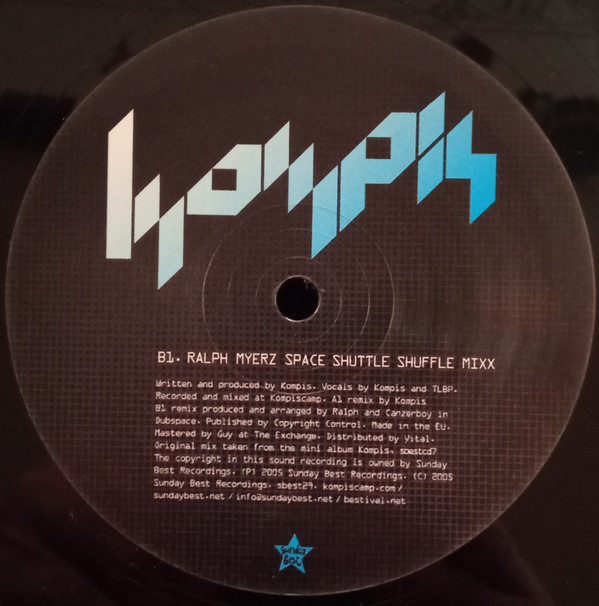 kompis
B1. RALPH MYERZ SPACE SHUTTLE SHUFFLE MIXX
Written and produced by Kompis. Vocals by Kompis and TLBP.
Recorded and mixed at Kompiscamp. A1 remix by Kompis
B1 remix produced and arranged by Ralph and Canzerboy in
Dubspace. Published by Copyright Control. Made in the EU.
Mastered by Guy at The Exchange. Distributed by Vital.
Original mix taken from the mini album Kompis. sbestcd7
The copyright in this sound recording is owned by Sunday
Best Recordings. (P) 2005 Sunday Best Recordings. (C) 2005
Sunday Best Recordings. sbest29. kompiscamp.com /
sundaybest.net / info@sundaybest.net / bestival.net
Sunday
Best